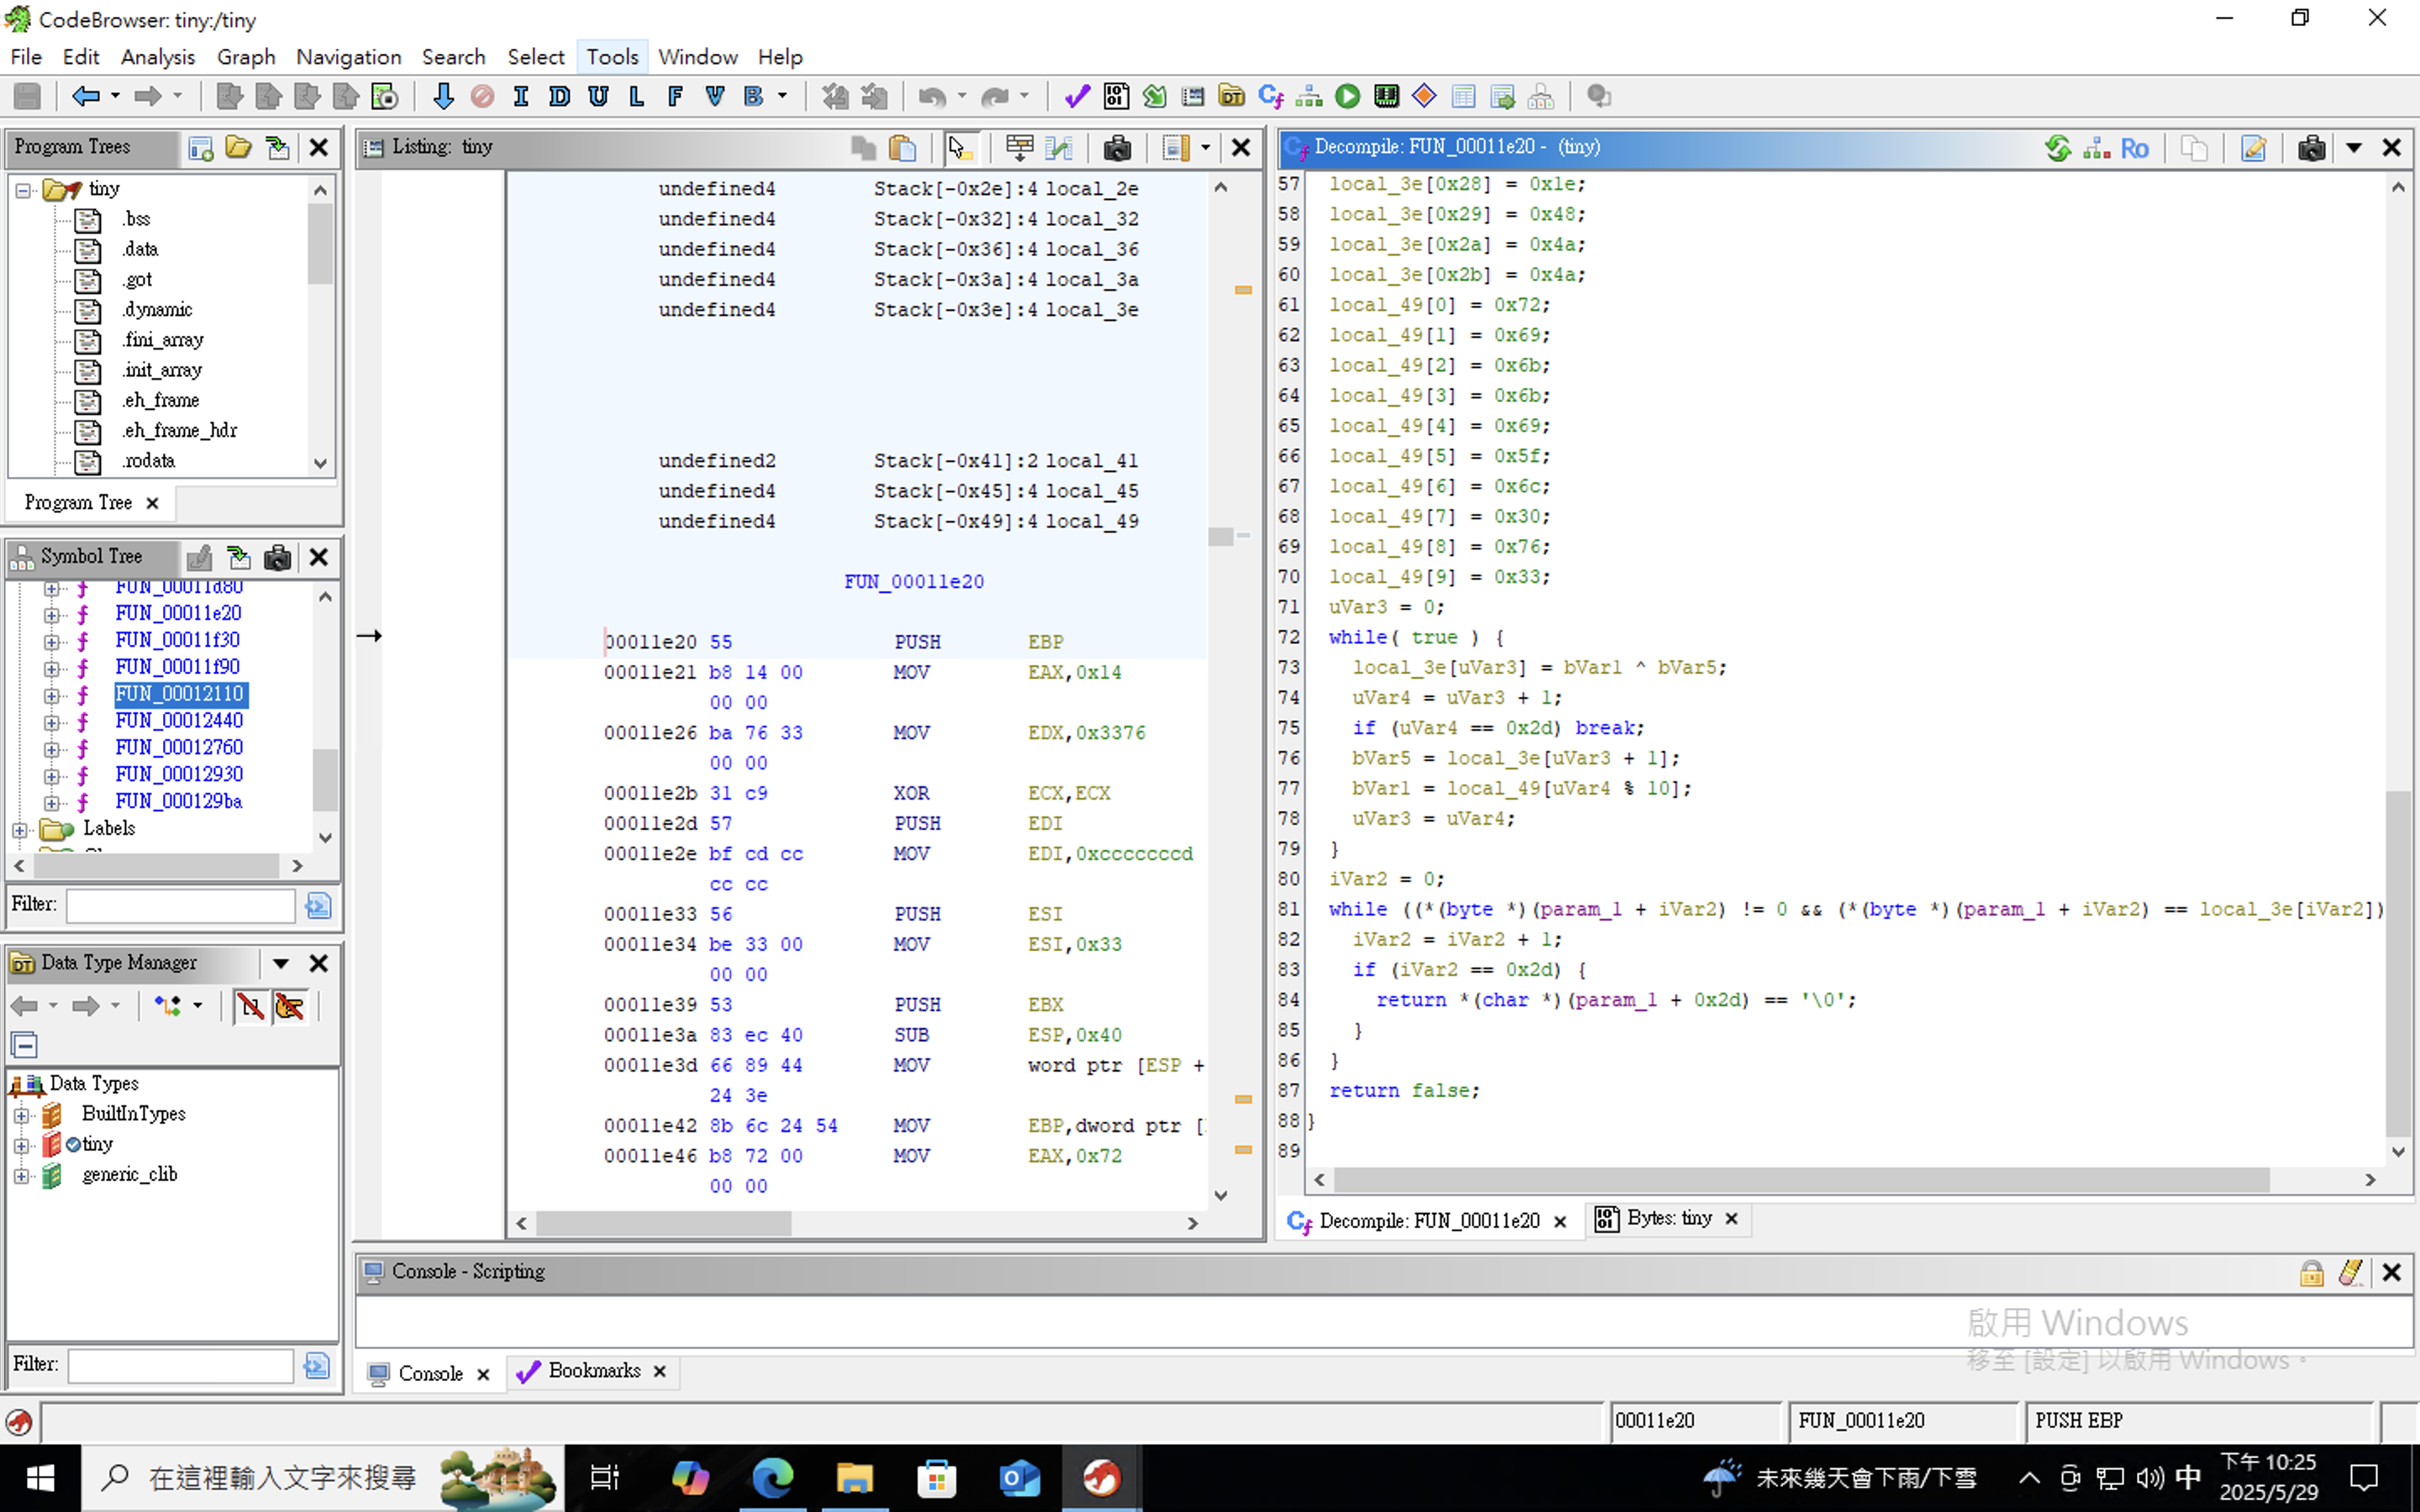 CodeBrowser: tiny:/tiny
File Edit Analysis Graph Navigation Search Select Tools Window Help
I D U L F V B
Program Trees
tiny
.bss
.data
.got
.dynamic
.fini_array
.init_array
.eh_frame
.eh_frame_hdr
.rodata
Program Tree
Symbol Tree
FUN_00011d80
FUN_00011e20
FUN_00011f30
FUN_00011f90
FUN_00012110
FUN_00012440
FUN_00012760
FUN_00012930
FUN_000129ba
Labels
Filter:
Data Type Manager
Data Types
BuiltInTypes
tiny
generic_clib
Filter:
Listing: tiny
undefined4 Stack[-0x2e]:4 local_2e
undefined4 Stack[-0x32]:4 local_32
undefined4 Stack[-0x36]:4 local_36
undefined4 Stack[-0x3a]:4 local_3a
undefined4 Stack[-0x3e]:4 local_3e
undefined2 Stack[-0x41]:2 local_41
undefined4 Stack[-0x45]:4 local_45
undefined4 Stack[-0x49]:4 local_49
FUN_00011e20
00011e20 55 PUSH EBP
00011e21 b8 14 00 MOV EAX,0x14
00 00
00011e26 ba 76 33 MOV EDX,0x3376
00 00
00011e2b 31 c9 XOR ECX,ECX
00011e2d 57 PUSH EDI
00011e2e bf cd cc MOV EDI,0xcccccccd
cc cc
00011e33 56 PUSH ESI
00011e34 be 33 00 MOV ESI,0x33
00 00
00011e39 53 PUSH EBX
00011e3a 83 ec 40 SUB ESP,0x40
00011e3d 66 89 44 MOV word ptr [ESP +
24 3e
00011e42 8b 6c 24 54 MOV EBP,dword ptr [
00011e46 b8 72 00 MOV EAX,0x72
00 00
Decompile: FUN_00011e20 - (tiny)
Ro
57 local_3e[0x28] = 0x1e;
58 local_3e[0x29] = 0x48;
59 local_3e[0x2a] = 0x4a;
60 local_3e[0x2b] = 0x4a;
61 local_49[0] = 0x72;
62 local_49[1] = 0x69;
63 local_49[2] = 0x6b;
64 local_49[3] = 0x6b;
65 local_49[4] = 0x69;
66 local_49[5] = 0x5f;
67 local_49[6] = 0x6c;
68 local_49[7] = 0x30;
69 local_49[8] = 0x76;
70 local_49[9] = 0x33;
71 uVar3 = 0;
72 while( true ) {
73 local_3e[uVar3] = bVar1 ^ bVar5;
74 uVar4 = uVar3 + 1;
75 if (uVar4 == 0x2d) break;
76 bVar5 = local_3e[uVar3 + 1];
77 bVar1 = local_49[uVar4 % 10];
78 uVar3 = uVar4;
79 }
80 iVar2 = 0;
81 while ((*(byte *)(param_1 + iVar2) != 0 && (*(byte *)(param_1 + iVar2) == local_3e[iVar2])
82 iVar2 = iVar2 + 1;
83 if (iVar2 == 0x2d) {
84 return *(char *)(param_1 + 0x2d) == '\0';
85 }
86 }
87 return false;
88 }
89
Decompile: FUN_00011e20
Bytes: tiny
Console - Scripting
Console
Bookmarks
啟用 Windows
移至 [設定] 以啟用 Windows。
00011e20 FUN_00011e20 PUSH EBP
在這裡輸入文字來搜尋
未來幾天會下雨/下雪
中
下午 10:25
2025/5/29